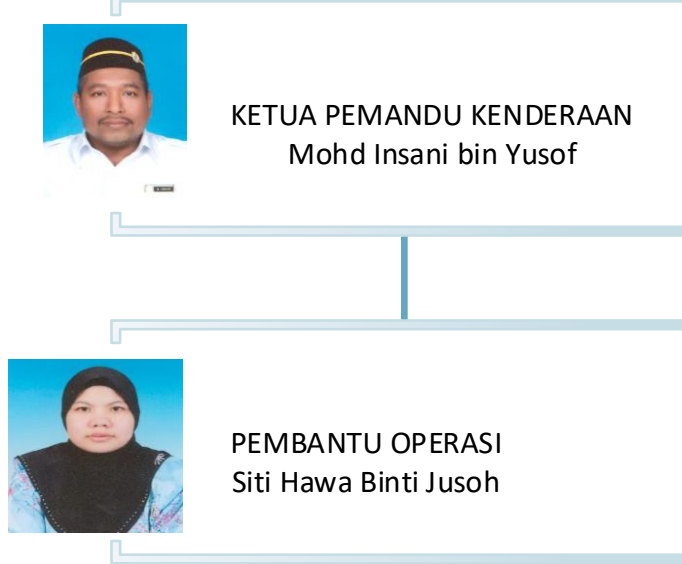 KETUA PEMANDU KENDERAAN
Mohd Insani bin Yusof
PEMBANTU OPERASI
Siti Hawa Binti Jusoh